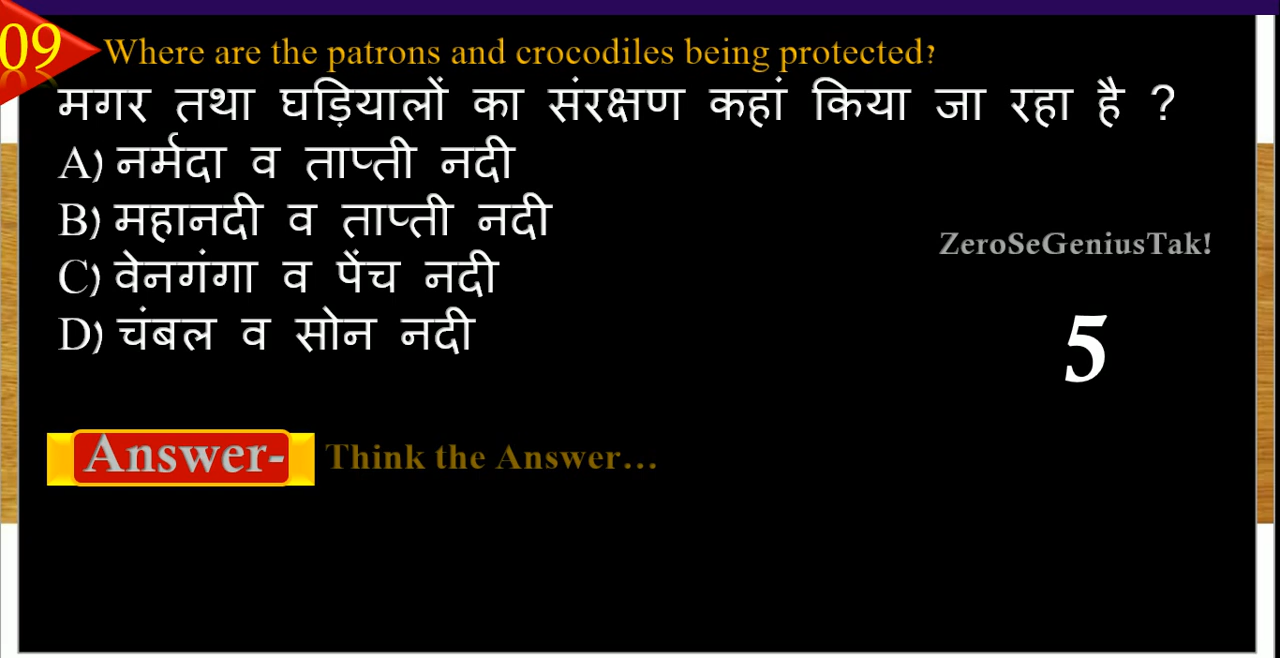 09
Where are the patrons and crocodiles being protected?
मगर तथा घड़ियालों का संरक्षण कहां किया जा रहा है ?
A) नर्मदा व ताप्ती नदी
B) महानदी व ताप्ती नदी
ZeroSeGeniusTak!
C) वेनगंगा व पेंच नदी
D) चंबल व सोन नदी
5
Answer- Think the Answer...